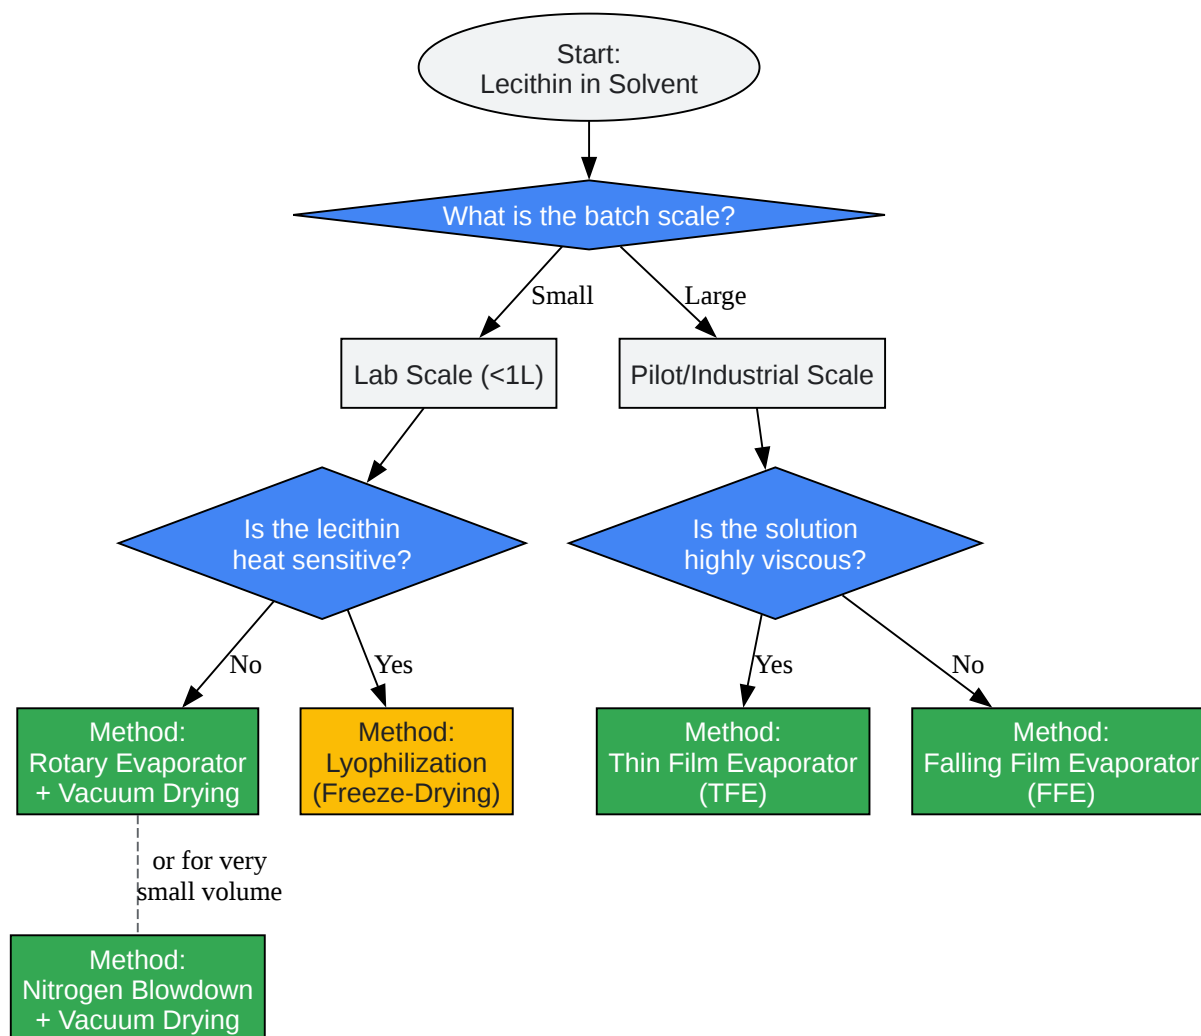 Start:
Lecithin in Solvent
What is the batch scale?
Small
Large
Lab Scale (<1L)
Pilot/Industrial Scale
Is the lecithin
heat sensitive?
Is the solution
highly viscous?
No
Yes
Yes
No
Method:
Rotary Evaporator
+ Vacuum Drying
Method:
Lyophilization
(Freeze-Drying)
Method:
Thin Film Evaporator
(TFE)
Method:
Falling Film Evaporator
(FFE)
or for very
small volume
Method:
Nitrogen Blowdown
+ Vacuum Drying